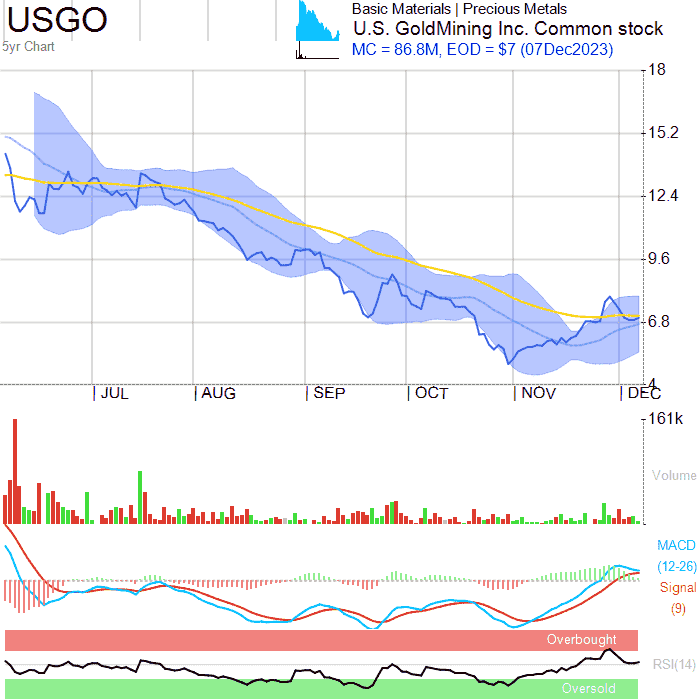 USGO
5yr Chart
Basic Materials | Precious Metals
U.S. GoldMining Inc. Common stock
MC = 86.8M, EOD = $7 (07Dec2023)
18
15.2
12.4
9.6
6.8
4
JUL
AUG
SEP
OCT
NOV
DEC
161k
Volume
MACD
(12-26)
Signal
(9)
Overbought
RSI(14)
Oversold